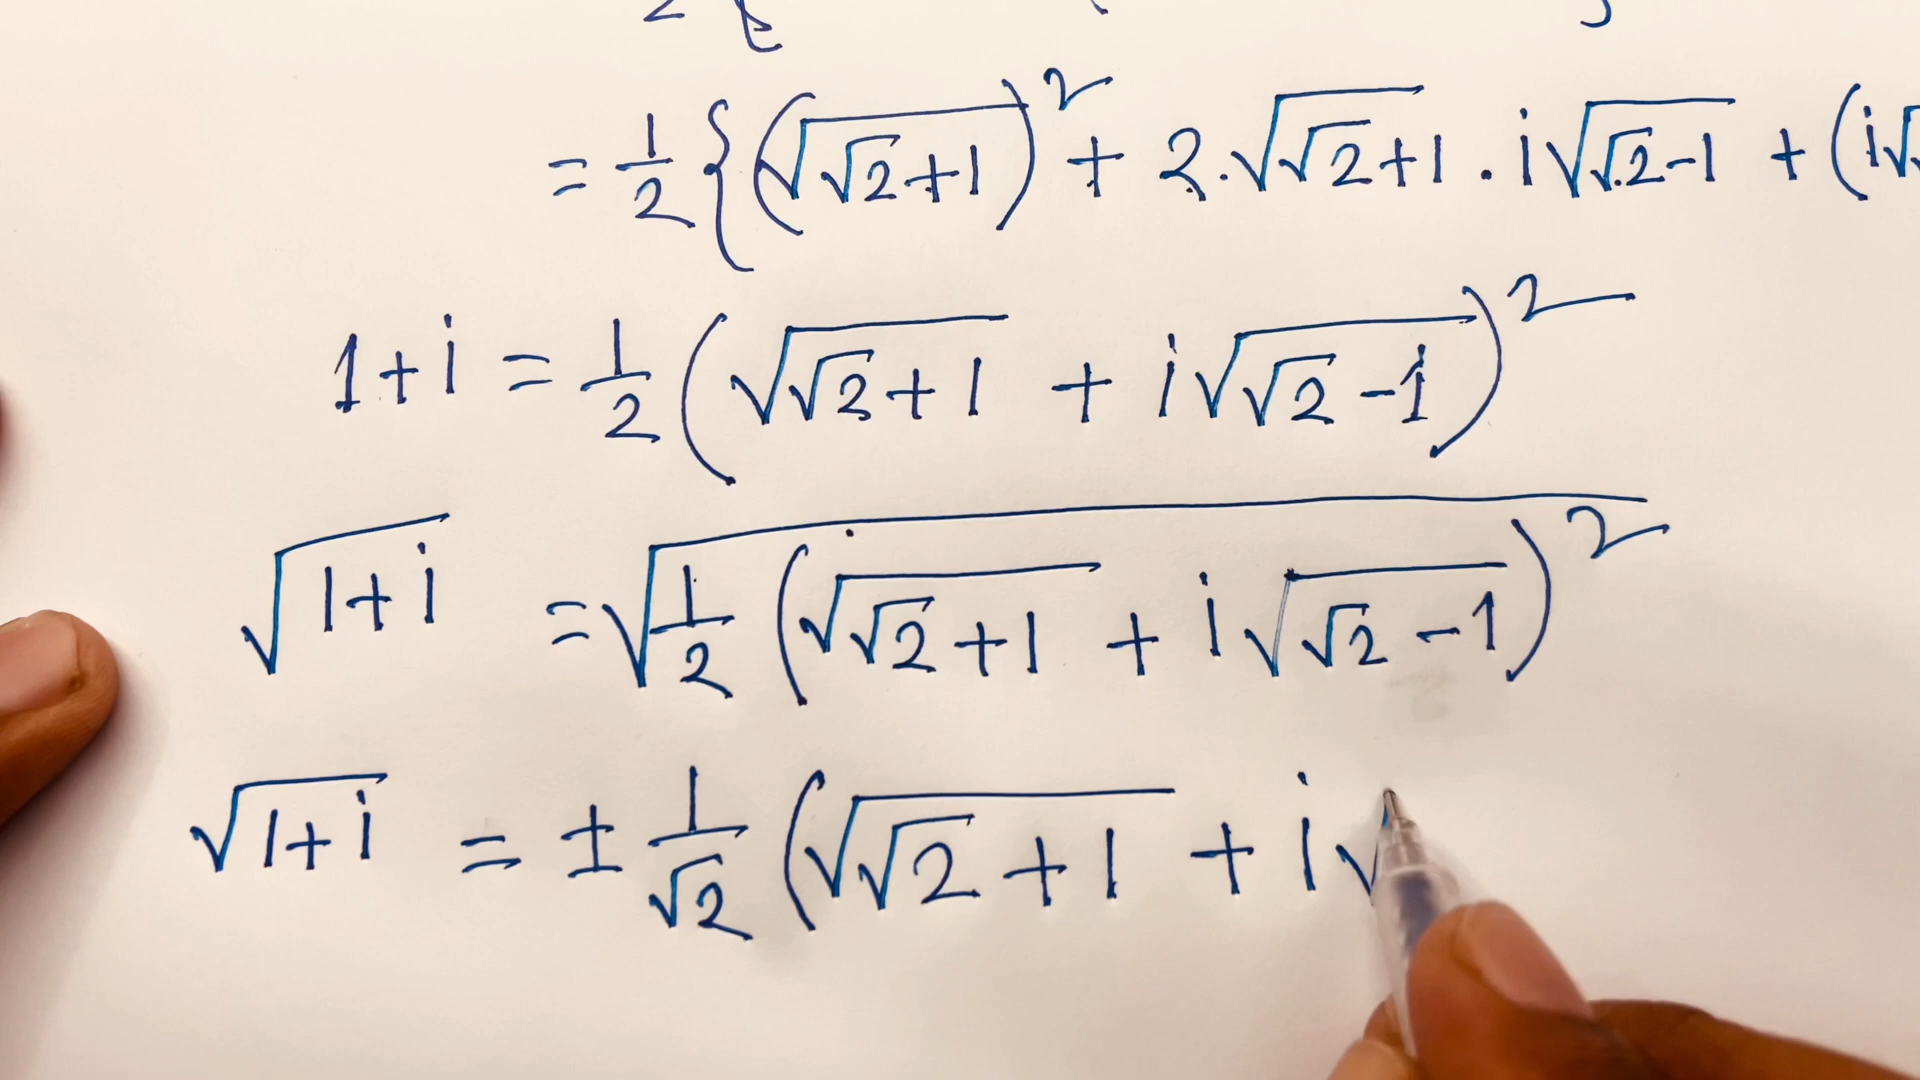 = 1/2 {(√(√2+1))² + 2.√(√2+1) . i√(√2-1) + (i√
1+i = 1/2 (√(√2+1) + i√(√2-1))²
√(1+i) = √(1/2 (√(√2+1) + i√(√2-1))²)
√(1+i) = ± 1/√2 (√(√2+1) + i√